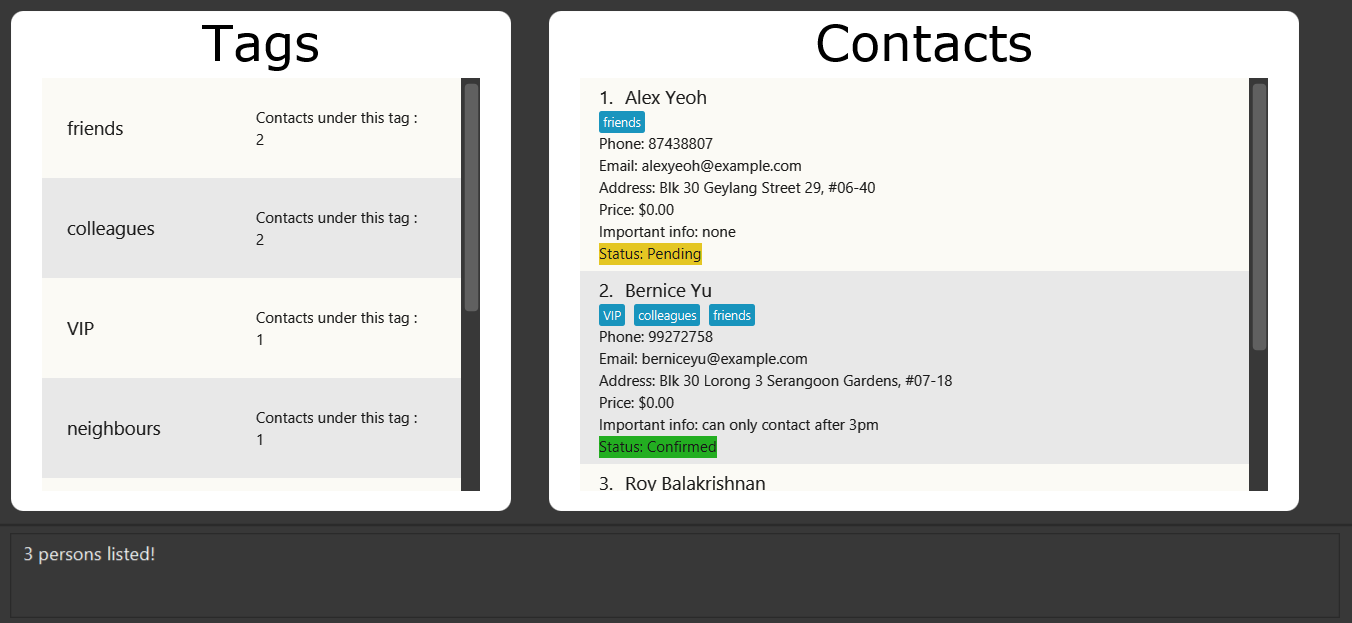 Tags
friends
Contacts under this tag :
2
colleagues
Contacts under this tag :
2
VIP
Contacts under this tag :
1
neighbours
Contacts under this tag :
1
Contacts
1. Alex Yeoh
friends
Phone: 87438807
Email: alexyeoh@example.com
Address: Blk 30 Geylang Street 29, #06-40
Price: $0.00
Important info: none
Status: Pending
2. Bernice Yu
VIP colleagues friends
Phone: 99272758
Email: berniceyu@example.com
Address: Blk 30 Lorong 3 Serangoon Gardens, #07-18
Price: $0.00
Important info: can only contact after 3pm
Status: Confirmed
3. Roy Balakrishnan
3 persons listed!